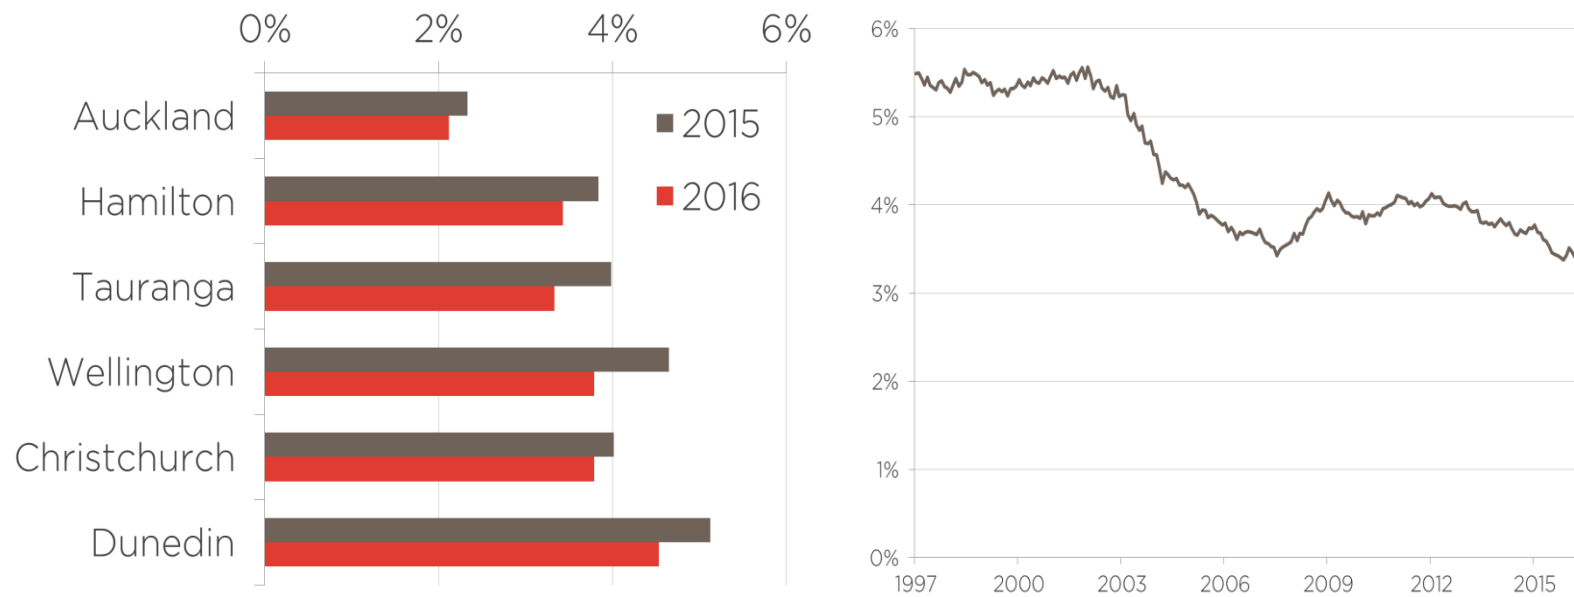 0% 2% 4% 6%
Auckland
Hamilton
Tauranga
Wellington
Christchurch
Dunedin
2015
2016
6%
5%
4%
3%
2%
1%
0%
1997 2000 2003 2006 2009 2012 2015